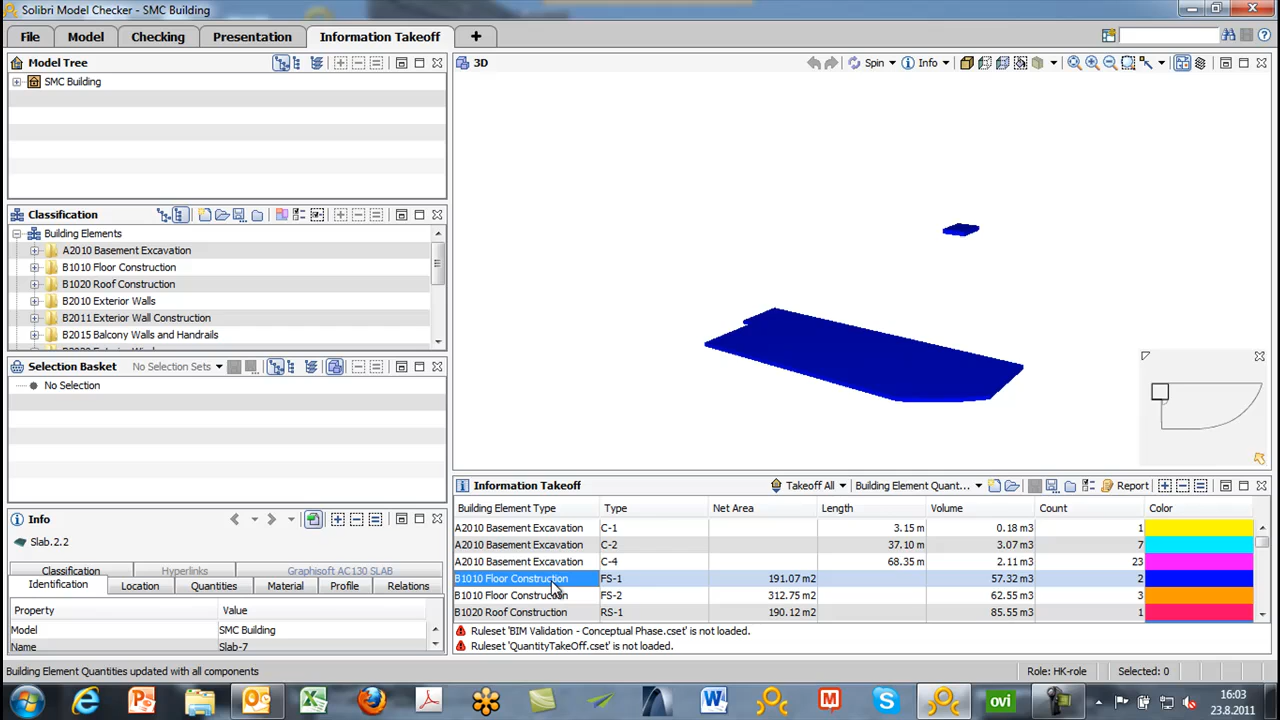 Solibri Model Checker - SMC Building
File Model Checking Presentation Information Takeoff +
Model Tree
SMC Building
3D
Spin Info
Classification
Building Elements
A2010 Basement Excavation
B1010 Floor Construction
B1020 Roof Construction
B2010 Exterior Walls
B2011 Exterior Wall Construction
B2015 Balcony Walls and Handrails
Selection Basket No Selection Sets
No Selection
Info
Slab.2.2
Classification Hyperlinks Graphisoft AC130 SLAB
Identification Location Quantities Material Profile Relations
Property Value
Model SMC Building
Name Slab-7
Information Takeoff Takeoff All Building Element Quant... Report
Building Element Type Type Net Area Length Volume Count Color
A2010 Basement Excavation C-1 3.15 m 0.18 m3 1
A2010 Basement Excavation C-2 37.10 m 3.07 m3 7
A2010 Basement Excavation C-4 68.35 m 2.11 m3 23
B1010 Floor Construction FS-1 191.07 m2 57.32 m3 2
B1010 Floor Construction FS-2 312.75 m2 62.55 m3 3
B1020 Roof Construction RS-1 190.12 m2 85.55 m3 1
Ruleset 'BIM Validation - Conceptual Phase.cset' is not loaded.
Ruleset 'QuantityTakeOff.cset' is not loaded.
Building Element Quantities updated with all components
Role: HK-role Selected: 0
ovi
16:03
23.8.2011